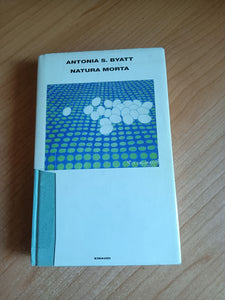 ANTONIA S. BYATT
NATURA MORTA
EINAUDI